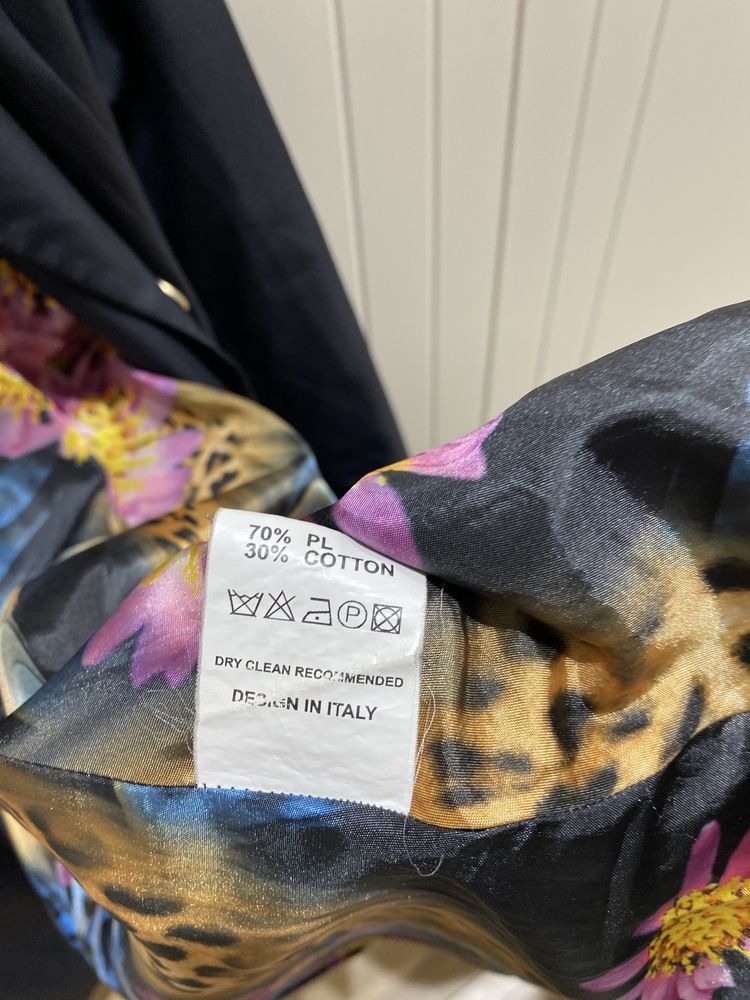 70% PL
30% COTTON
P
DRY CLEAN RECOMMENDED
DESIGN IN ITALY